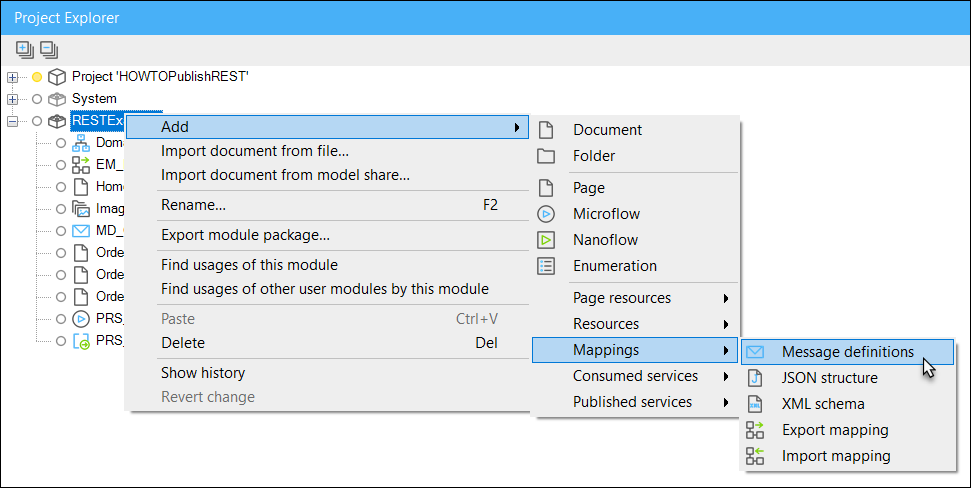 Project Explorer
Project 'HOWTOPublishREST'
System
RESTEx
Doma
EM_
Home
Imag
MD_
Orde
Orde
Orde
PRS_
PRS_
Add
Import document from file...
Import document from model share...
Rename... F2
Export module package...
Find usages of this module
Find usages of other user modules by this module
Paste Ctrl+V
Delete Del
Show history
Revert change
Document
Folder
Page
Microflow
Nanoflow
Enumeration
Page resources
Resources
Mappings
Consumed services
Published services
Message definitions
JSON structure
XML schema
Export mapping
Import mapping